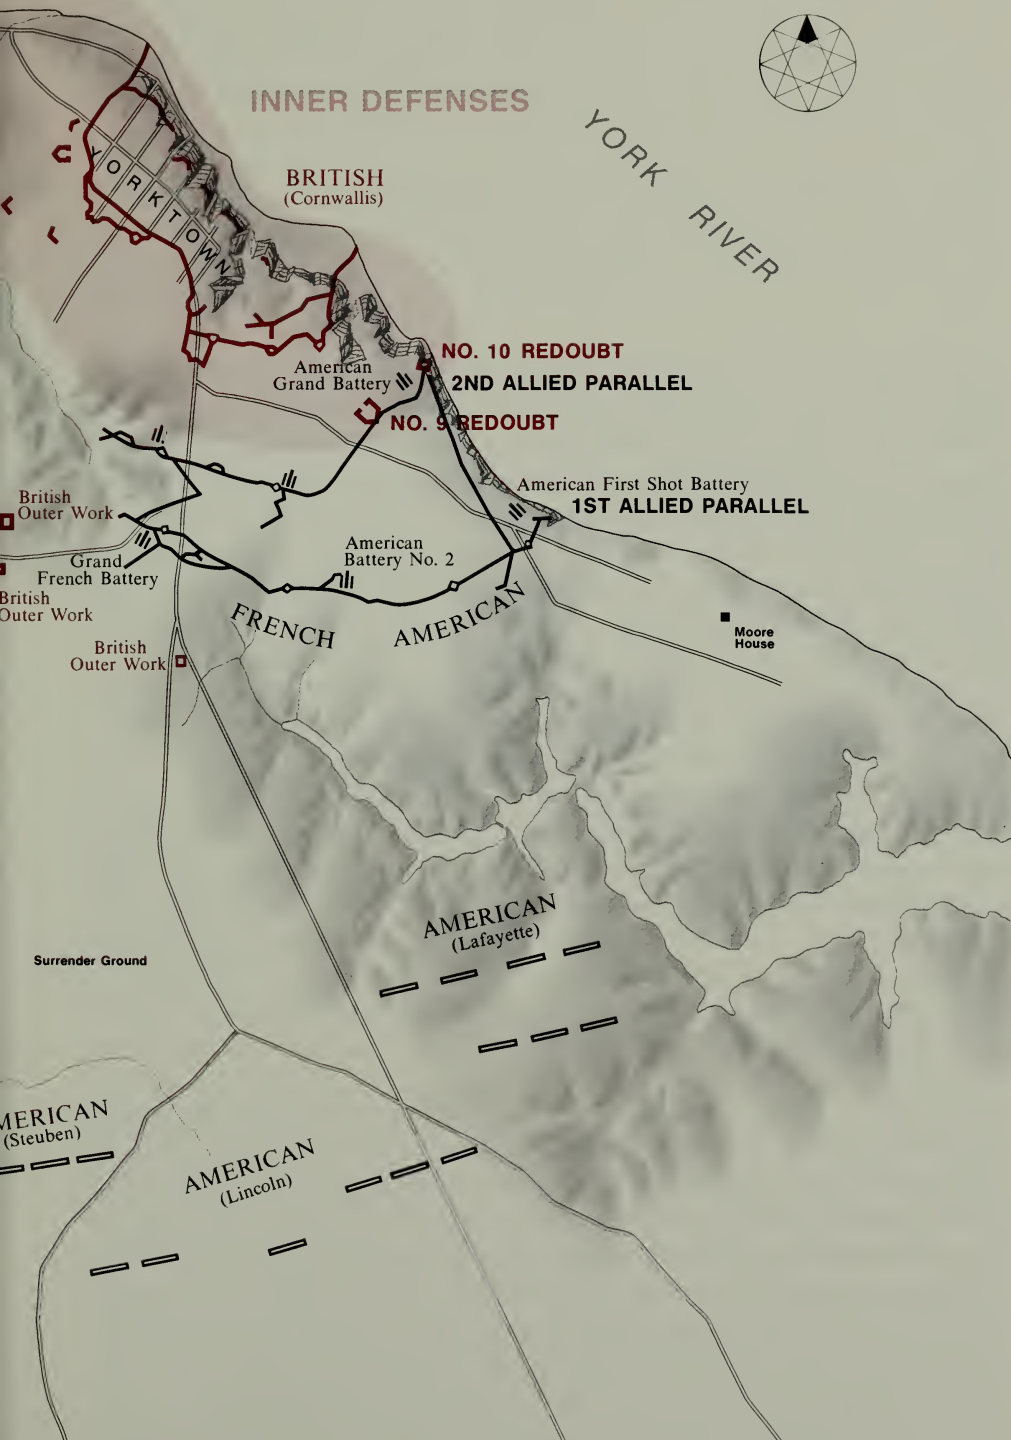 INNER DEFENSES
YORK RIVER
YORKTOWN
BRITISH
(Cornwallis)
NO. 10 REDOUBT
American
Grand Battery
2ND ALLIED PARALLEL
NO. 9 REDOUBT
American First Shot Battery
1ST ALLIED PARALLEL
British
Outer Work
American
Battery No. 2
Grand
French Battery
British
Outer Work
FRENCH
AMERICAN
Moore
House
British
Outer Work
AMERICAN
(Lafayette)
Surrender Ground
MERICAN
(Steuben)
AMERICAN
(Lincoln)